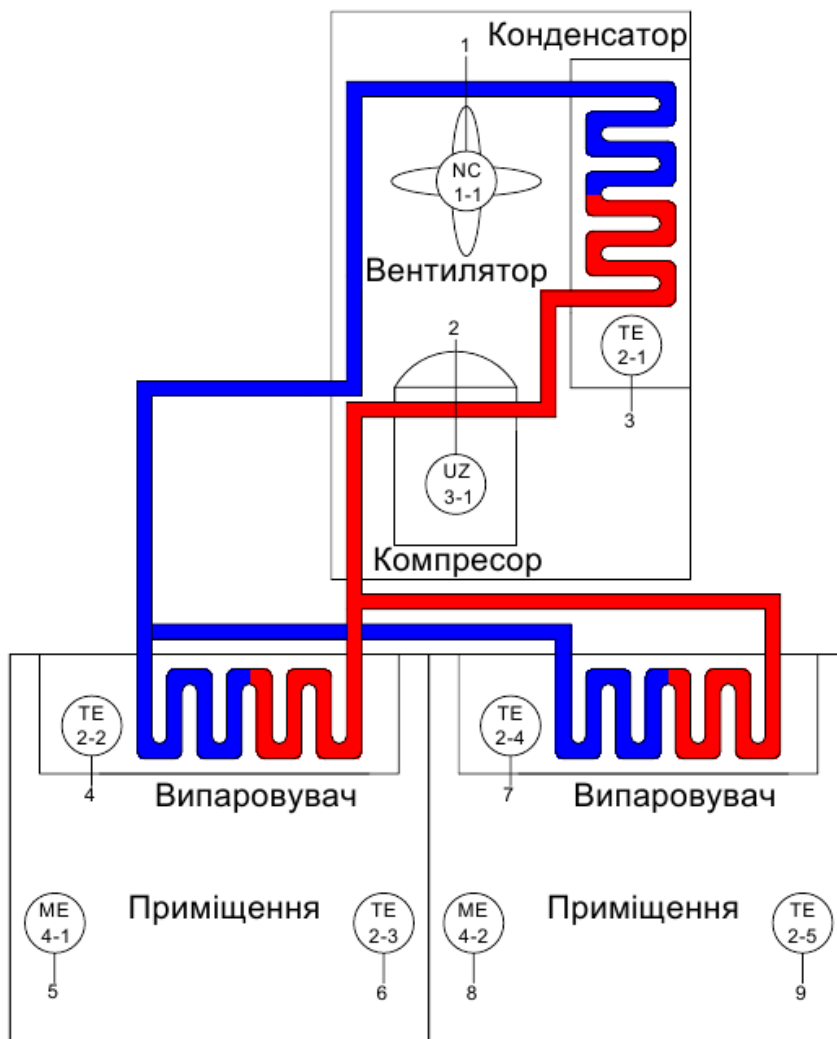 Конденсатор
1
NC
1-1
Вентилятор
2
TE
2-1
3
UZ
3-1
Компресор
TE
2-2
4
Випаровувач
TE
2-4
7
Випаровувач
ME
4-1
5
Приміщення
TE
2-3
6
ME
4-2
8
Приміщення
TE
2-5
9